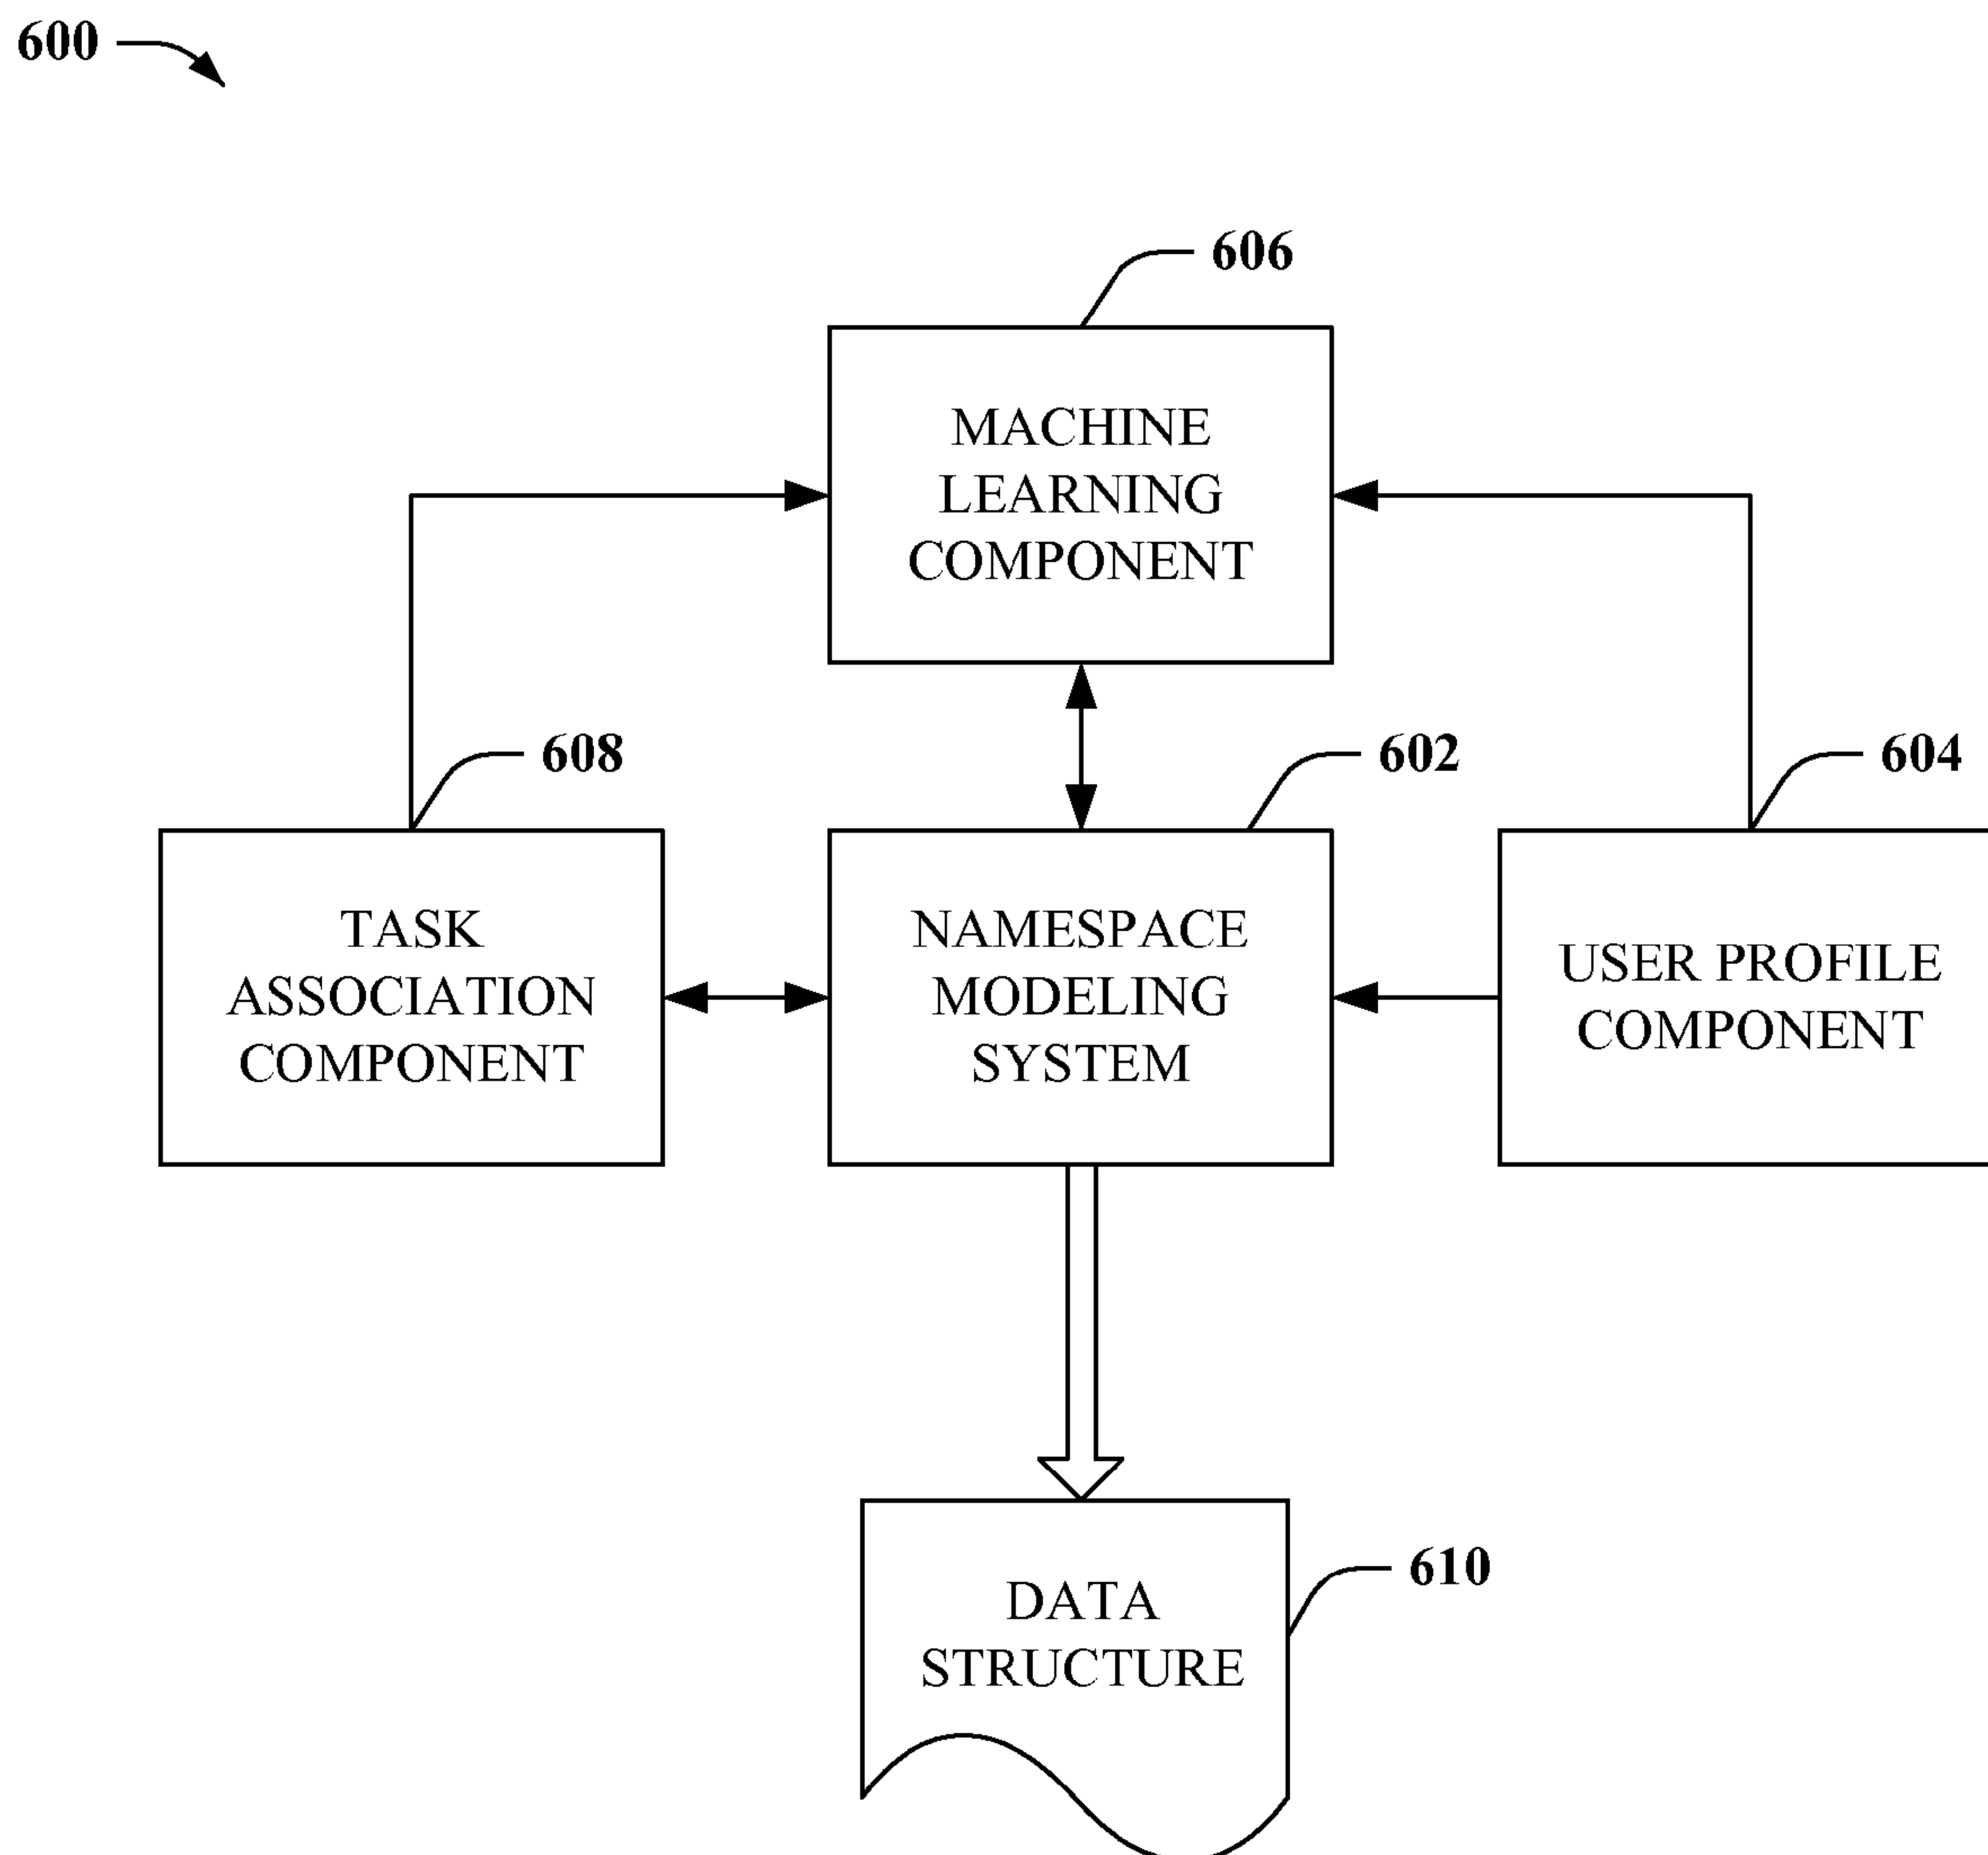 600
606
MACHINE
LEARNING
COMPONENT
608
602
604
TASK
ASSOCIATION
COMPONENT
NAMESPACE
MODELING
SYSTEM
USER PROFILE
COMPONENT
610
DATA
STRUCTURE